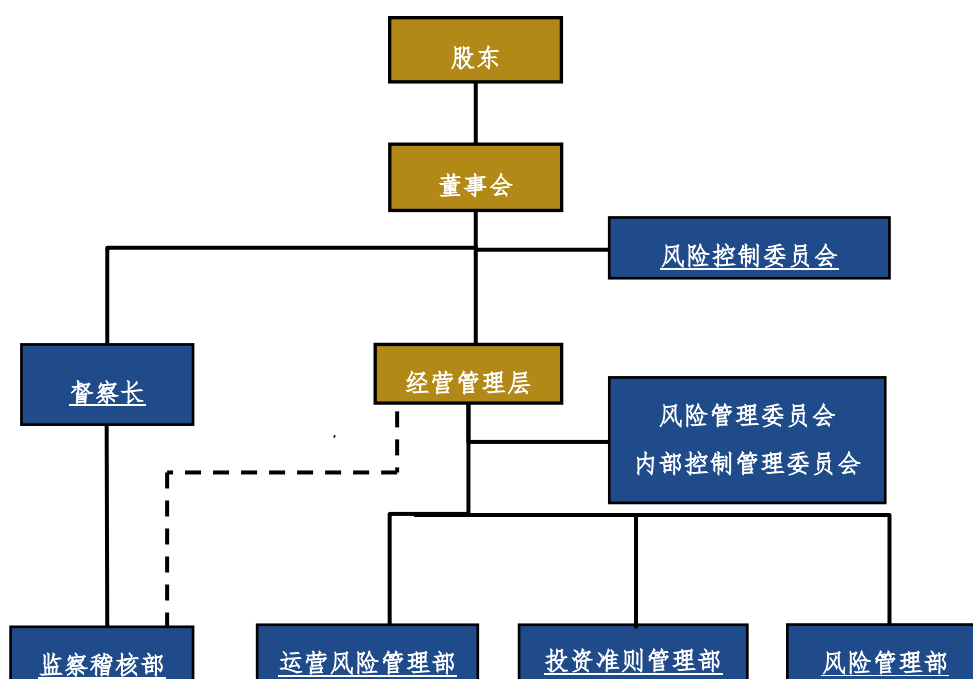 股东
董事会
风险控制委员会
督察长
经营管理层
风险管理委员会
内部控制管理委员会
监察稽核部
运营风险管理部
投资准则管理部
风险管理部